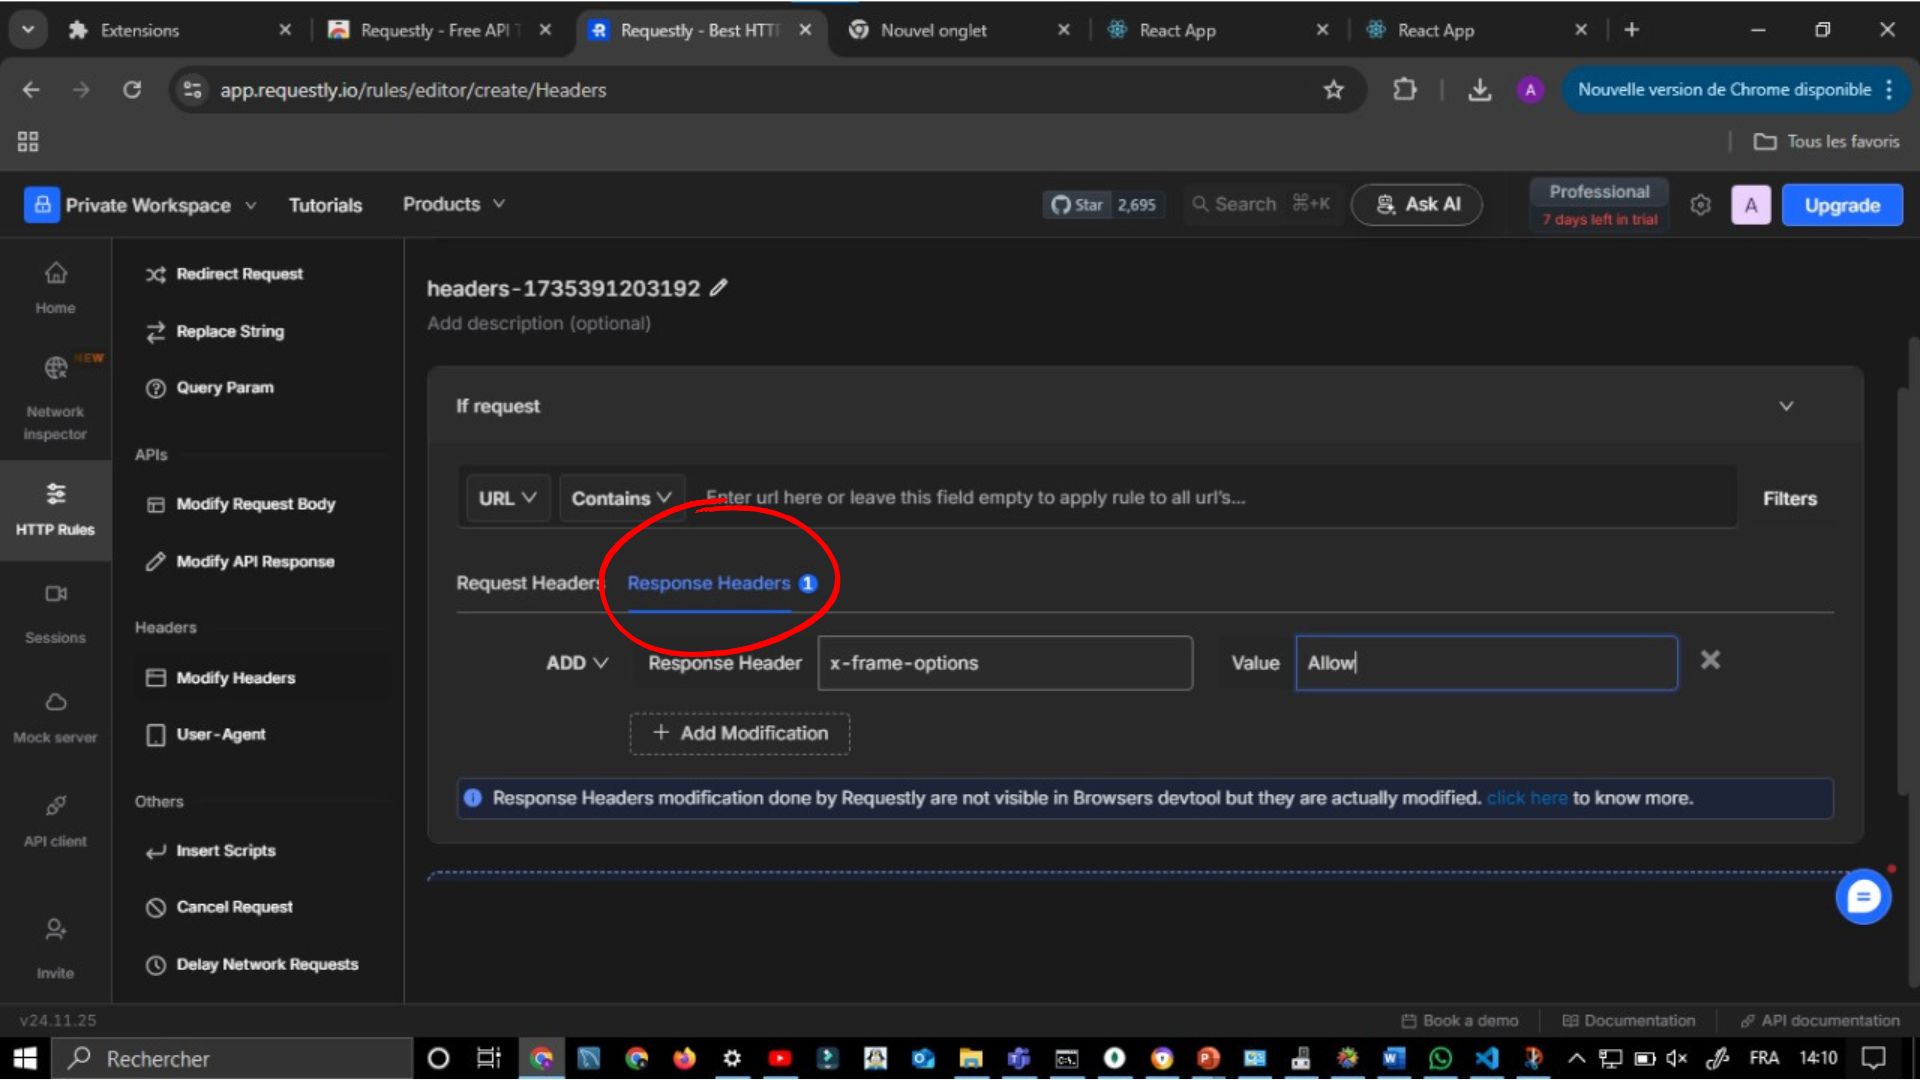 Extensions
Requestly - Free API T
Requestly - Best HTTP
Nouvel onglet
React App
React App
app.requestly.io/rules/editor/create/Headers
A
Nouvelle version de Chrome disponible
Tous les favoris
Private Workspace
Tutorials
Products
Star 2,695
Search ⌘+K
Ask AI
Professional
7 days left in trial
A
Upgrade
Home
NEW
Network
inspector
HTTP Rules
Sessions
Mock server
API client
Invite
Redirect Request
Replace String
Query Param
APIs
Modify Request Body
Modify API Response
Headers
Modify Headers
User-Agent
Others
Insert Scripts
Cancel Request
Delay Network Requests
headers-1735391203192
Add description (optional)
If request
URL
Contains
Enter url here or leave this field empty to apply rule to all url's...
Filters
Request Headers
Response Headers 1
ADD
Response Header
x-frame-options
Value
Allow
+ Add Modification
Response Headers modification done by Requestly are not visible in Browsers devtool but they are actually modified. click here to know more.
v24.11.25
Book a demo
Documentation
API documentation
Rechercher
FRA
14:10